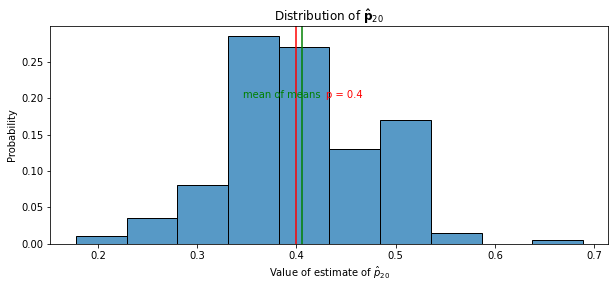 Distribution of p̂₂₀
0.25
0.20
0.15
0.10
0.05
0.00
Probability
mean of means p = 0.4
0.2 0.3 0.4 0.5 0.6 0.7
Value of estimate of p̂₂₀